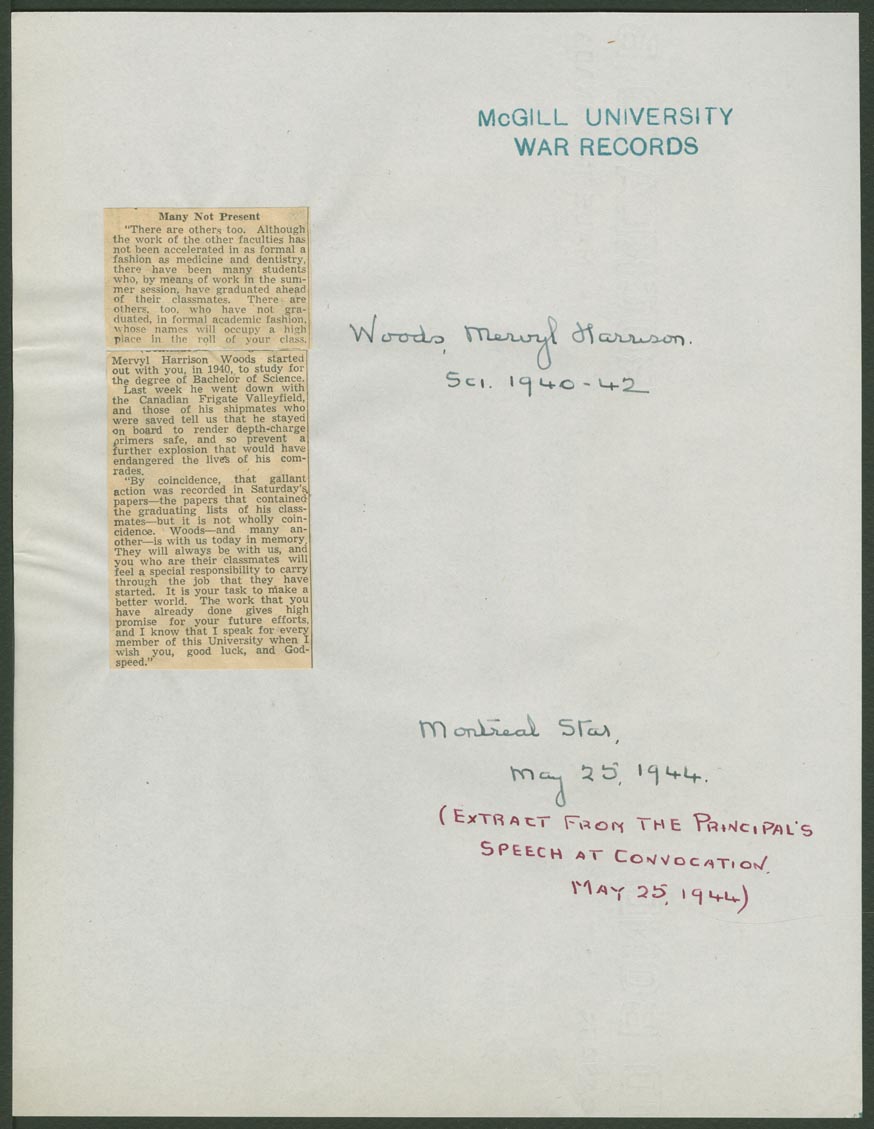 McGILL UNIVERSITY
WAR RECORDS
Many Not Present
"There are others too. Although
the work of the other faculties has
not been accelerated in as formal a
fashion as medicine and dentistry,
there have been many students
who, by means of work in the sum-
mer session, have graduated ahead
of their classmates. There are
others, too, who have not gra-
duated, in formal academic fashion,
whose names will occupy a high
place in the roll of your class.
Mervyl Harrison Woods started
out with you, in 1940, to study for
the degree of Bachelor of Science.
Last week he went down with
the Canadian Frigate Valleyfield,
and those of his shipmates who
were saved tell us that he stayed
on board to render depth-charge
primers safe, and so prevent a
further explosion that would have
endangered the lives of his com-
rades.
"By coincidence, that gallant
action was recorded in Saturday's
papers—the papers that contained
the graduating lists of his class-
mates—but it is not wholly coin-
cidence. Woods—and many an-
other—is with us today in memory.
They will always be with us, and
you who are their classmates will
feel a special responsibility to carry
through the job that they have
started. It is your task to make a
better world. The work that you
have already done gives high
promise for your future efforts,
and I know that I speak for every
member of this University when I
wish you, good luck, and God-
speed."
Woods, Mervyl Harrison.
Sci. 1940-42
Montreal Star,
May 25, 1944.
(EXTRACT FROM THE PRINCIPAL'S
SPEECH AT CONVOCATION.
MAY 25, 1944)